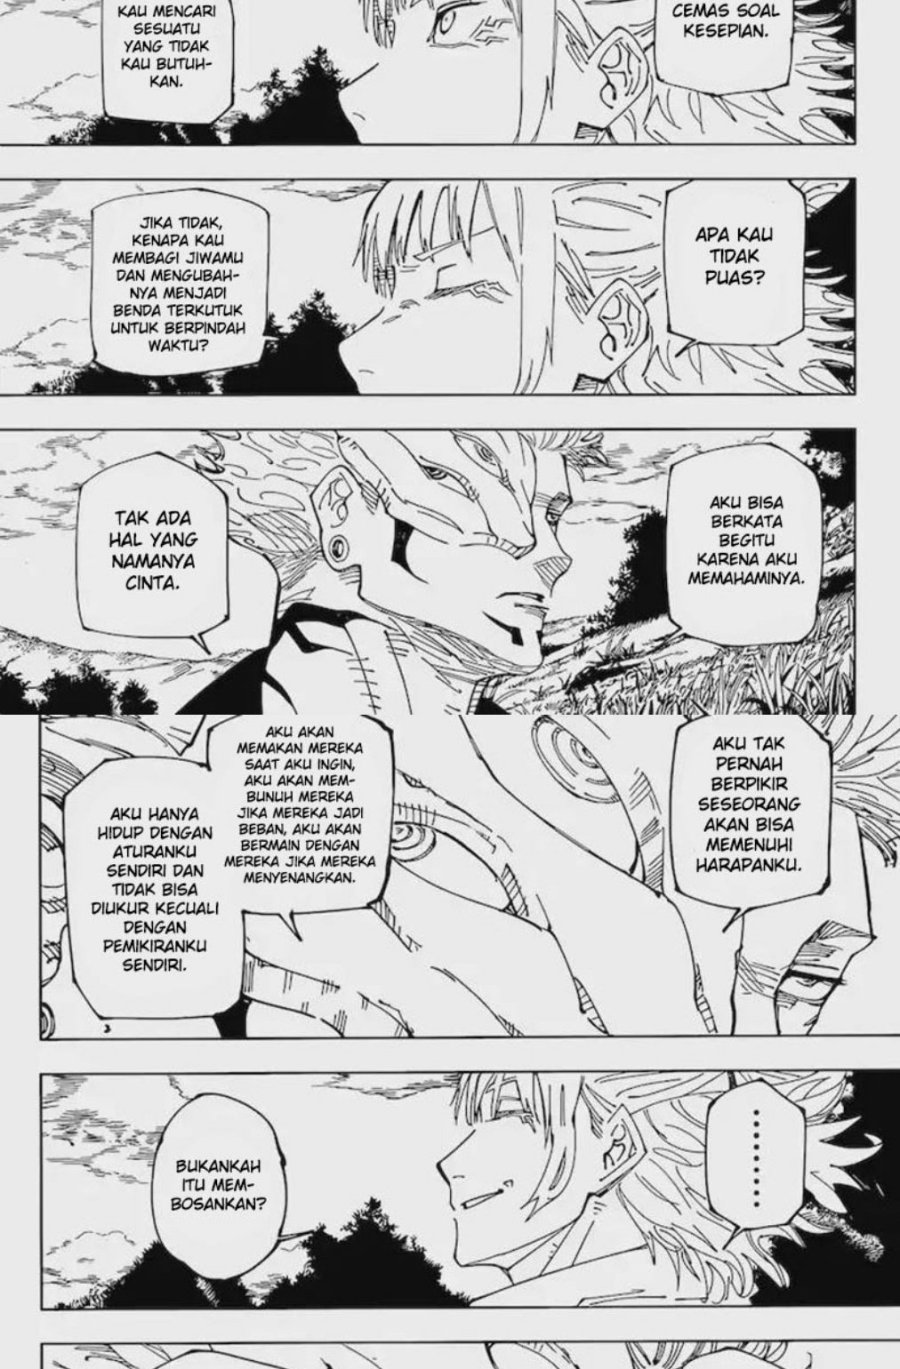 CEMAS SOAL
KESEPIAN.
KAU MENCARI
SESUATU
YANG TIDAK
KAU BUTUH-
KAN.
APA KAU
TIDAK
PUAS?
JIKA TIDAK,
KENAPA KAU
MEMBAGI JIWAMU
DAN MENGUBAH-
NYA MENJADI
BENDA TERKUTUK
UNTUK BERPINDAH
WAKTU?
AKU BISA
BERKATA
BEGITU
KARENA AKU
MEMAHAMINYA.
TAK ADA
HAL YANG
NAMANYA
CINTA.
AKU TAK
PERNAH
BERPIKIR
SESEORANG
AKAN BISA
MEMENUHI
HARAPANKU.
AKU AKAN
MEMAKAN MEREKA
SAAT AKU INGIN,
AKU AKAN MEM-
BUNUH MEREKA
JIKA MEREKA JADI
BEBAN, AKU AKAN
BERMAIN DENGAN
MEREKA JIKA MEREKA
MENYENANGKAN.
AKU HANYA
HIDUP DENGAN
ATURANKU
SENDIRI DAN
TIDAK BISA
DIUKUR KECUALI
DENGAN
PEMIKIRANKU
SENDIRI.
.......
BUKANKAH
ITU MEM-
BOSANKAN?